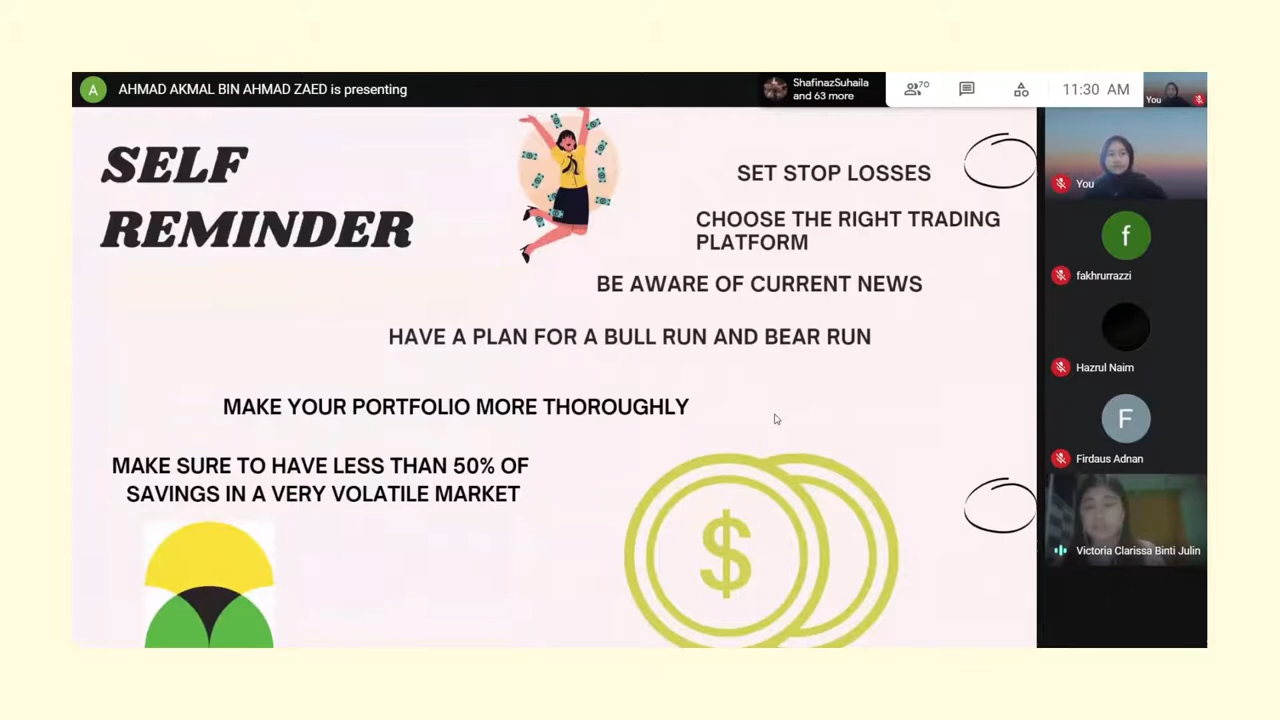 A
AHMAD AKMAL BIN AHMAD ZAED is presenting
ShafinazSuhaila
and 63 more
70
11:30 AM
You
SELF
REMINDER
SET STOP LOSSES
CHOOSE THE RIGHT TRADING
PLATFORM
BE AWARE OF CURRENT NEWS
HAVE A PLAN FOR A BULL RUN AND BEAR RUN
MAKE YOUR PORTFOLIO MORE THOROUGHLY
MAKE SURE TO HAVE LESS THAN 50% OF
SAVINGS IN A VERY VOLATILE MARKET
$
You
f
fakhrurrazzi
Hazrul Naim
F
Firdaus Adnan
Victoria Clarissa Binti Julin